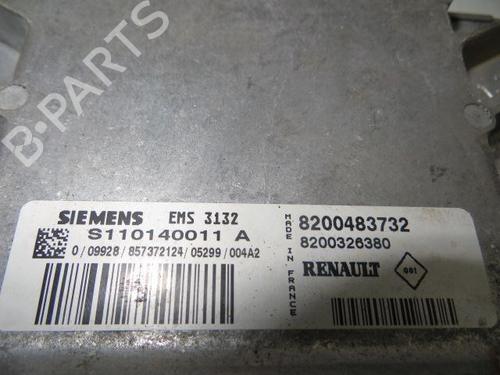 B-PARTS
SIEMENS EMS 3132
S110140011 A
0/09928/857372124/05299/004A2
MADE IN FRANCE
8200483732
8200326380
RENAULT